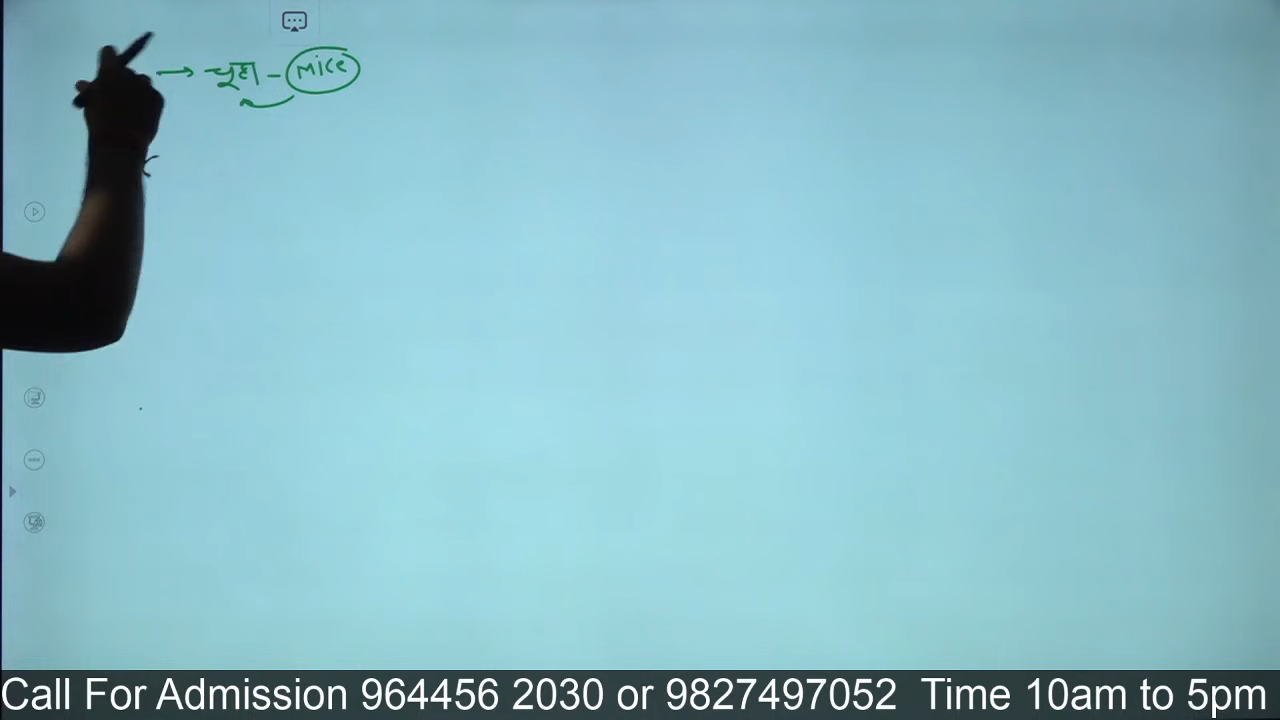 → चूहा - mice
Call For Admission 964456 2030 or 9827497052 Time 10am to 5pm